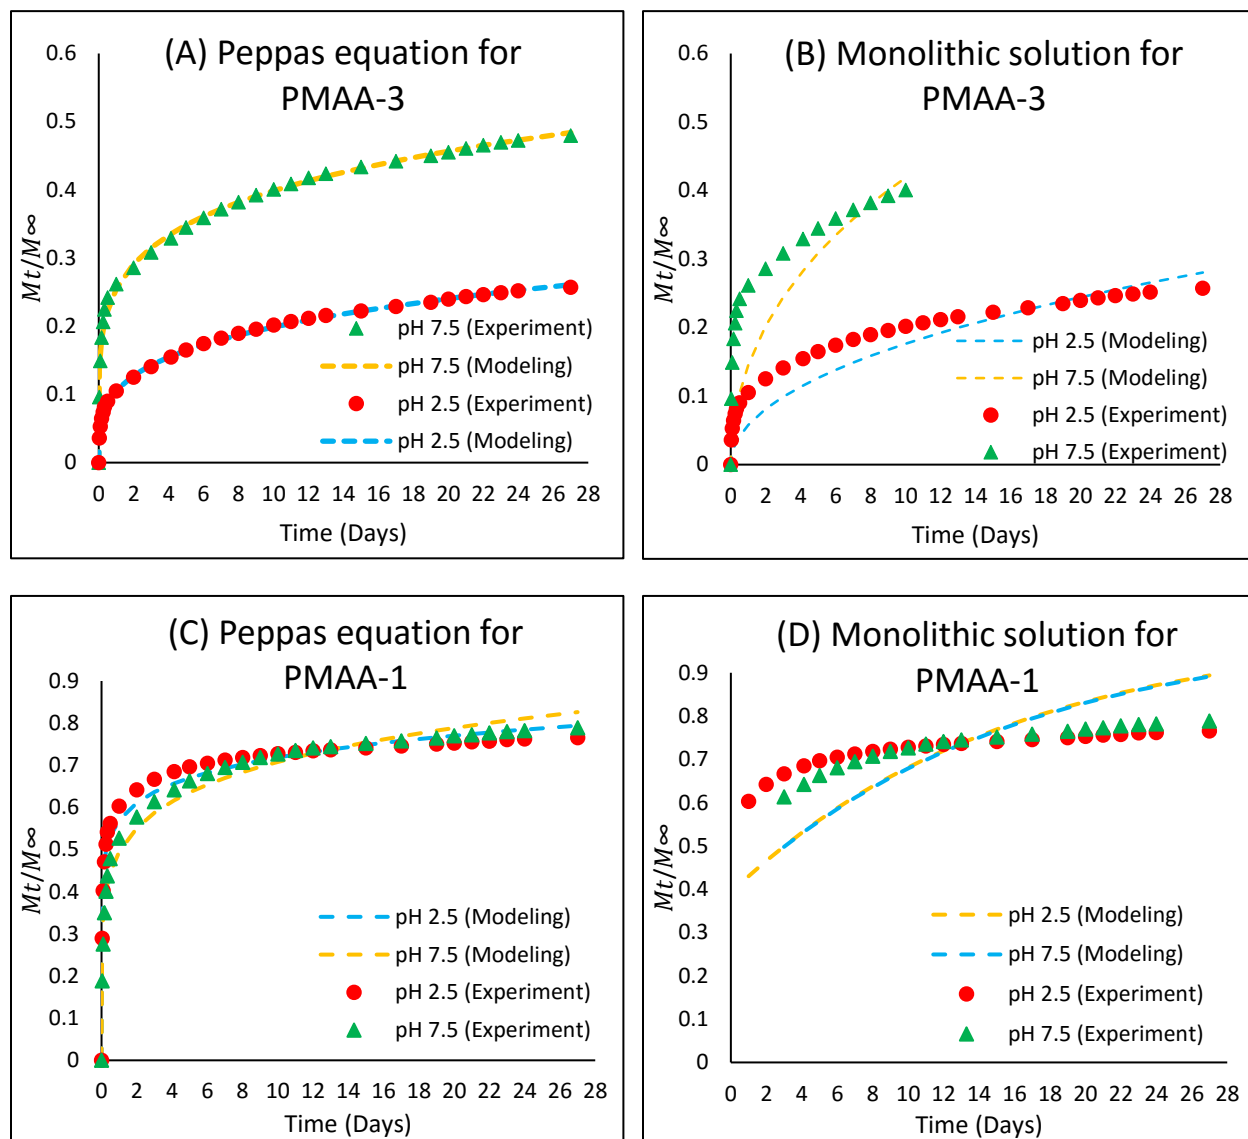 (A) Peppas equation for
PMAA-3
0.6
0.5
0.4
0.3
0.2
0.1
0
Mt/M∞
pH 7.5 (Experiment)
pH 7.5 (Modeling)
pH 2.5 (Experiment)
pH 2.5 (Modeling)
0 2 4 6 8 10 12 14 16 18 20 22 24 26 28
Time (Days)
(B) Monolithic solution for
PMAA-3
0.6
0.5
0.4
0.3
0.2
0.1
0
Mt/M∞
pH 2.5 (Modeling)
pH 7.5 (Modeling)
pH 2.5 (Experiment)
pH 7.5 (Experiment)
0 2 4 6 8 10 12 14 16 18 20 22 24 26 28
Time (Days)
(C) Peppas equation for
PMAA-1
0.9
0.8
0.7
0.6
0.5
0.4
0.3
0.2
0.1
0
Mt/M∞
pH 2.5 (Modeling)
pH 7.5 (Modeling)
pH 2.5 (Experiment)
pH 7.5 (Experiment)
0 2 4 6 8 10 12 14 16 18 20 22 24 26 28
Time (Days)
(D) Monolithic solution for
PMAA-1
0.9
0.8
0.7
0.6
0.5
0.4
0.3
0.2
0.1
0
Mt/M∞
pH 2.5 (Modeling)
pH 7.5 (Modeling)
pH 2.5 (Experiment)
pH 7.5 (Experiment)
0 2 4 6 8 10 12 14 16 18 20 22 24 26 28
Time (Days)